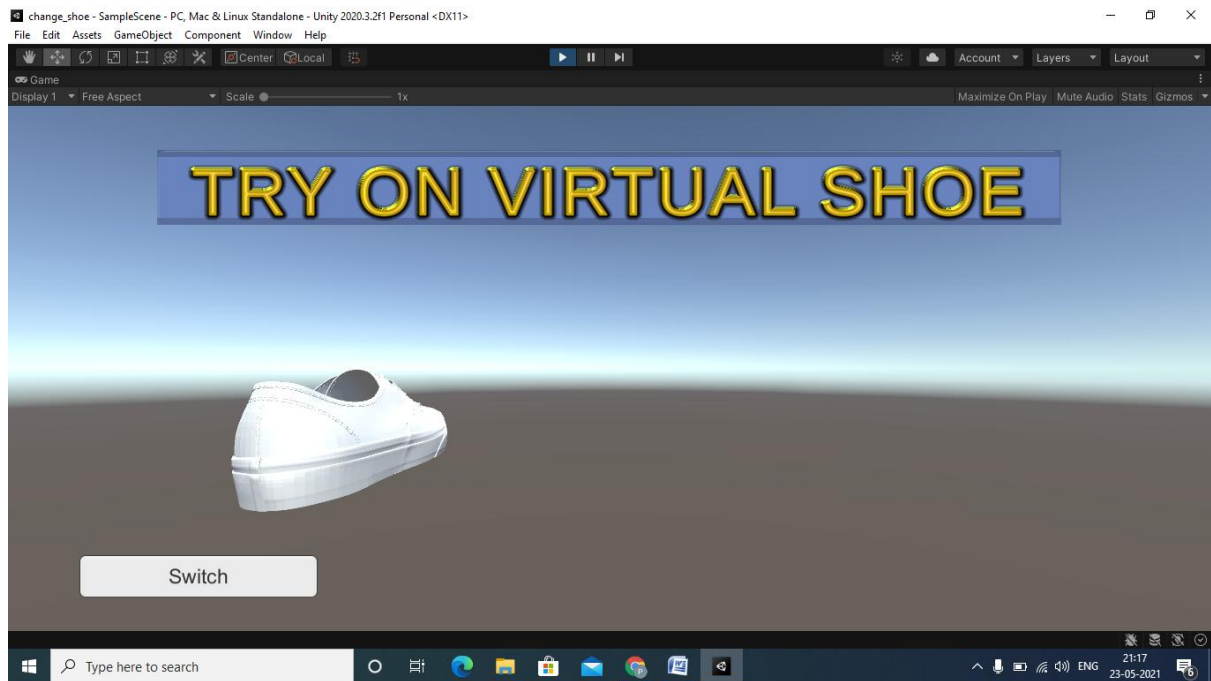 change_shoe - SampleScene - PC, Mac & Linux Standalone - Unity 2020.3.2f1 Personal <DX11>
File Edit Assets GameObject Component Window Help
Center Local Account Layers Layout
Game
Display 1 Free Aspect Scale 1x Maximize On Play Mute Audio Stats Gizmos
TRY ON VIRTUAL SHOE
Switch
Type here to search ENG 21:17
23-05-2021 6